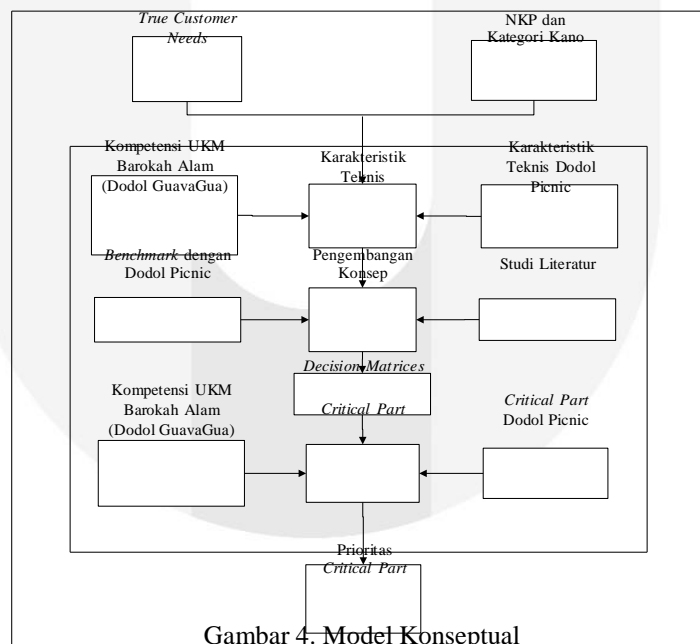 True Customer
Needs
NKP dan
Kategori Kano
Kompetensi UKM
Barokah Alam
(Dodol GuavaGua)
Karakteristik
Teknis
Karakteristik
Teknis Dodol
Picnic
Benchmark dengan
Dodol Picnic
Pengembangan
Konsep
Studi Literatur
Decision Matrices
Kompetensi UKM
Barokah Alam
(Dodol GuavaGua)
Critical Part
Critical Part
Dodol Picnic
Prioritas
Critical Part
Gambar 4. Model Konseptual